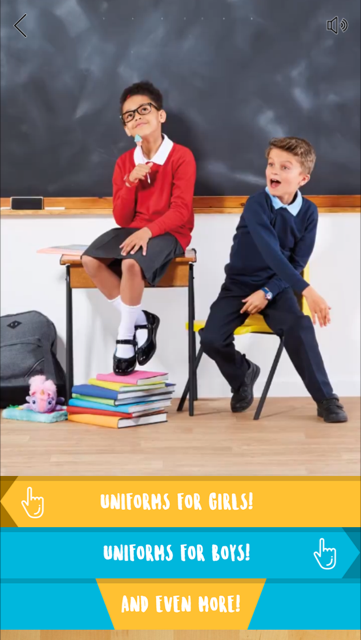 UNIFORMS FOR GIRLS!
UNIFORMS FOR BOYS!
AND EVEN MORE!